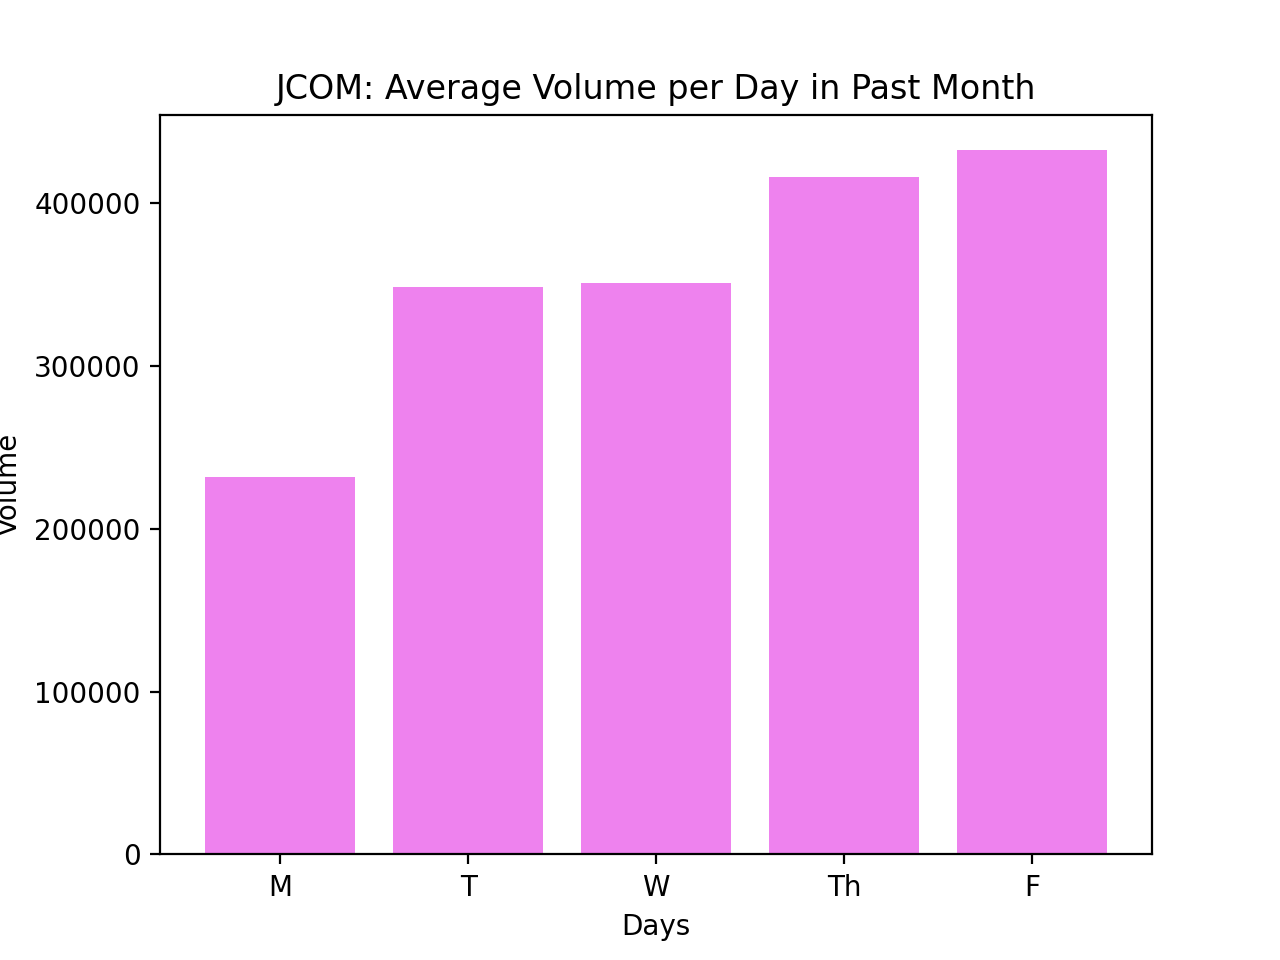 JCOM: Average Volume per Day in Past Month
Volume
400000
300000
200000
100000
0
M T W Th F
Days